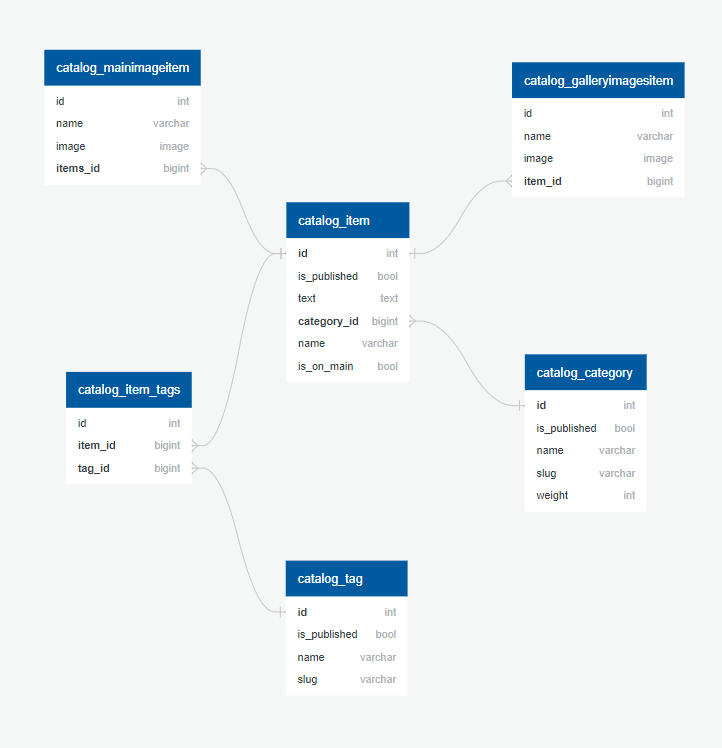 catalog_mainimageitem
id int
name varchar
image image
items_id bigint
catalog_galleryimagesitem
id int
name varchar
image image
item_id bigint
catalog_item
id int
is_published bool
text text
category_id bigint
name varchar
is_on_main bool
catalog_category
id int
is_published bool
name varchar
slug varchar
weight int
catalog_item_tags
id int
item_id bigint
tag_id bigint
catalog_tag
id int
is_published bool
name varchar
slug varchar